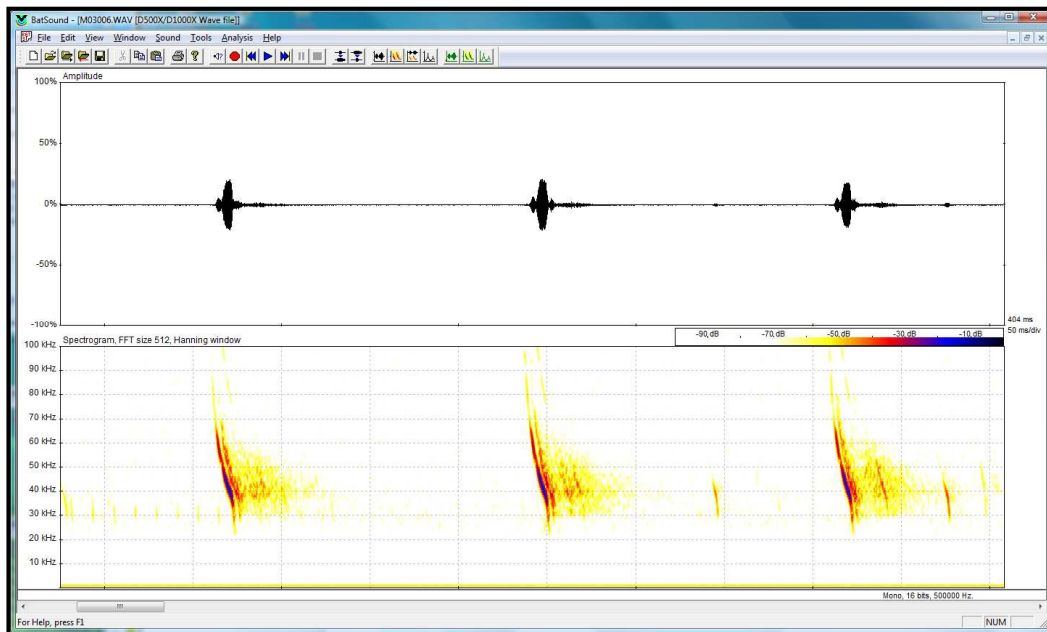 BatSound - [M03006.WAV [D500X/D1000X Wave file]]
File Edit View Window Sound Tools Analysis Help
Amplitude
100%
50%
0%
-50%
-100%
404 ms
50 ms/div
-90 dB -70 dB -50 dB -30 dB -10 dB
Spectrogram, FFT size 512, Hanning window
100 kHz
90 kHz
80 kHz
70 kHz
60 kHz
50 kHz
40 kHz
30 kHz
20 kHz
10 kHz
Mono, 16 bits, 500000 Hz.
For Help, press F1
NUM